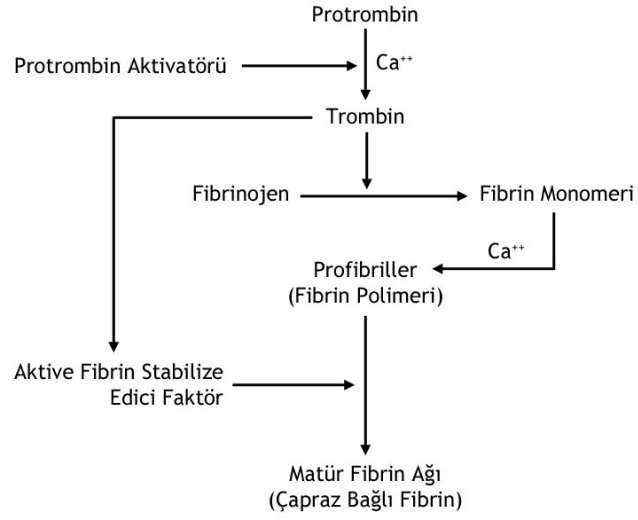 Protrombin
Protrombin Aktivatörü
Ca⁺⁺
Trombin
Fibrinojen
Fibrin Monomeri
Ca⁺⁺
Profibriller
(Fibrin Polimeri)
Aktive Fibrin Stabilize
Edici Faktör
Matür Fibrin Ağı
(Çapraz Bağlı Fibrin)